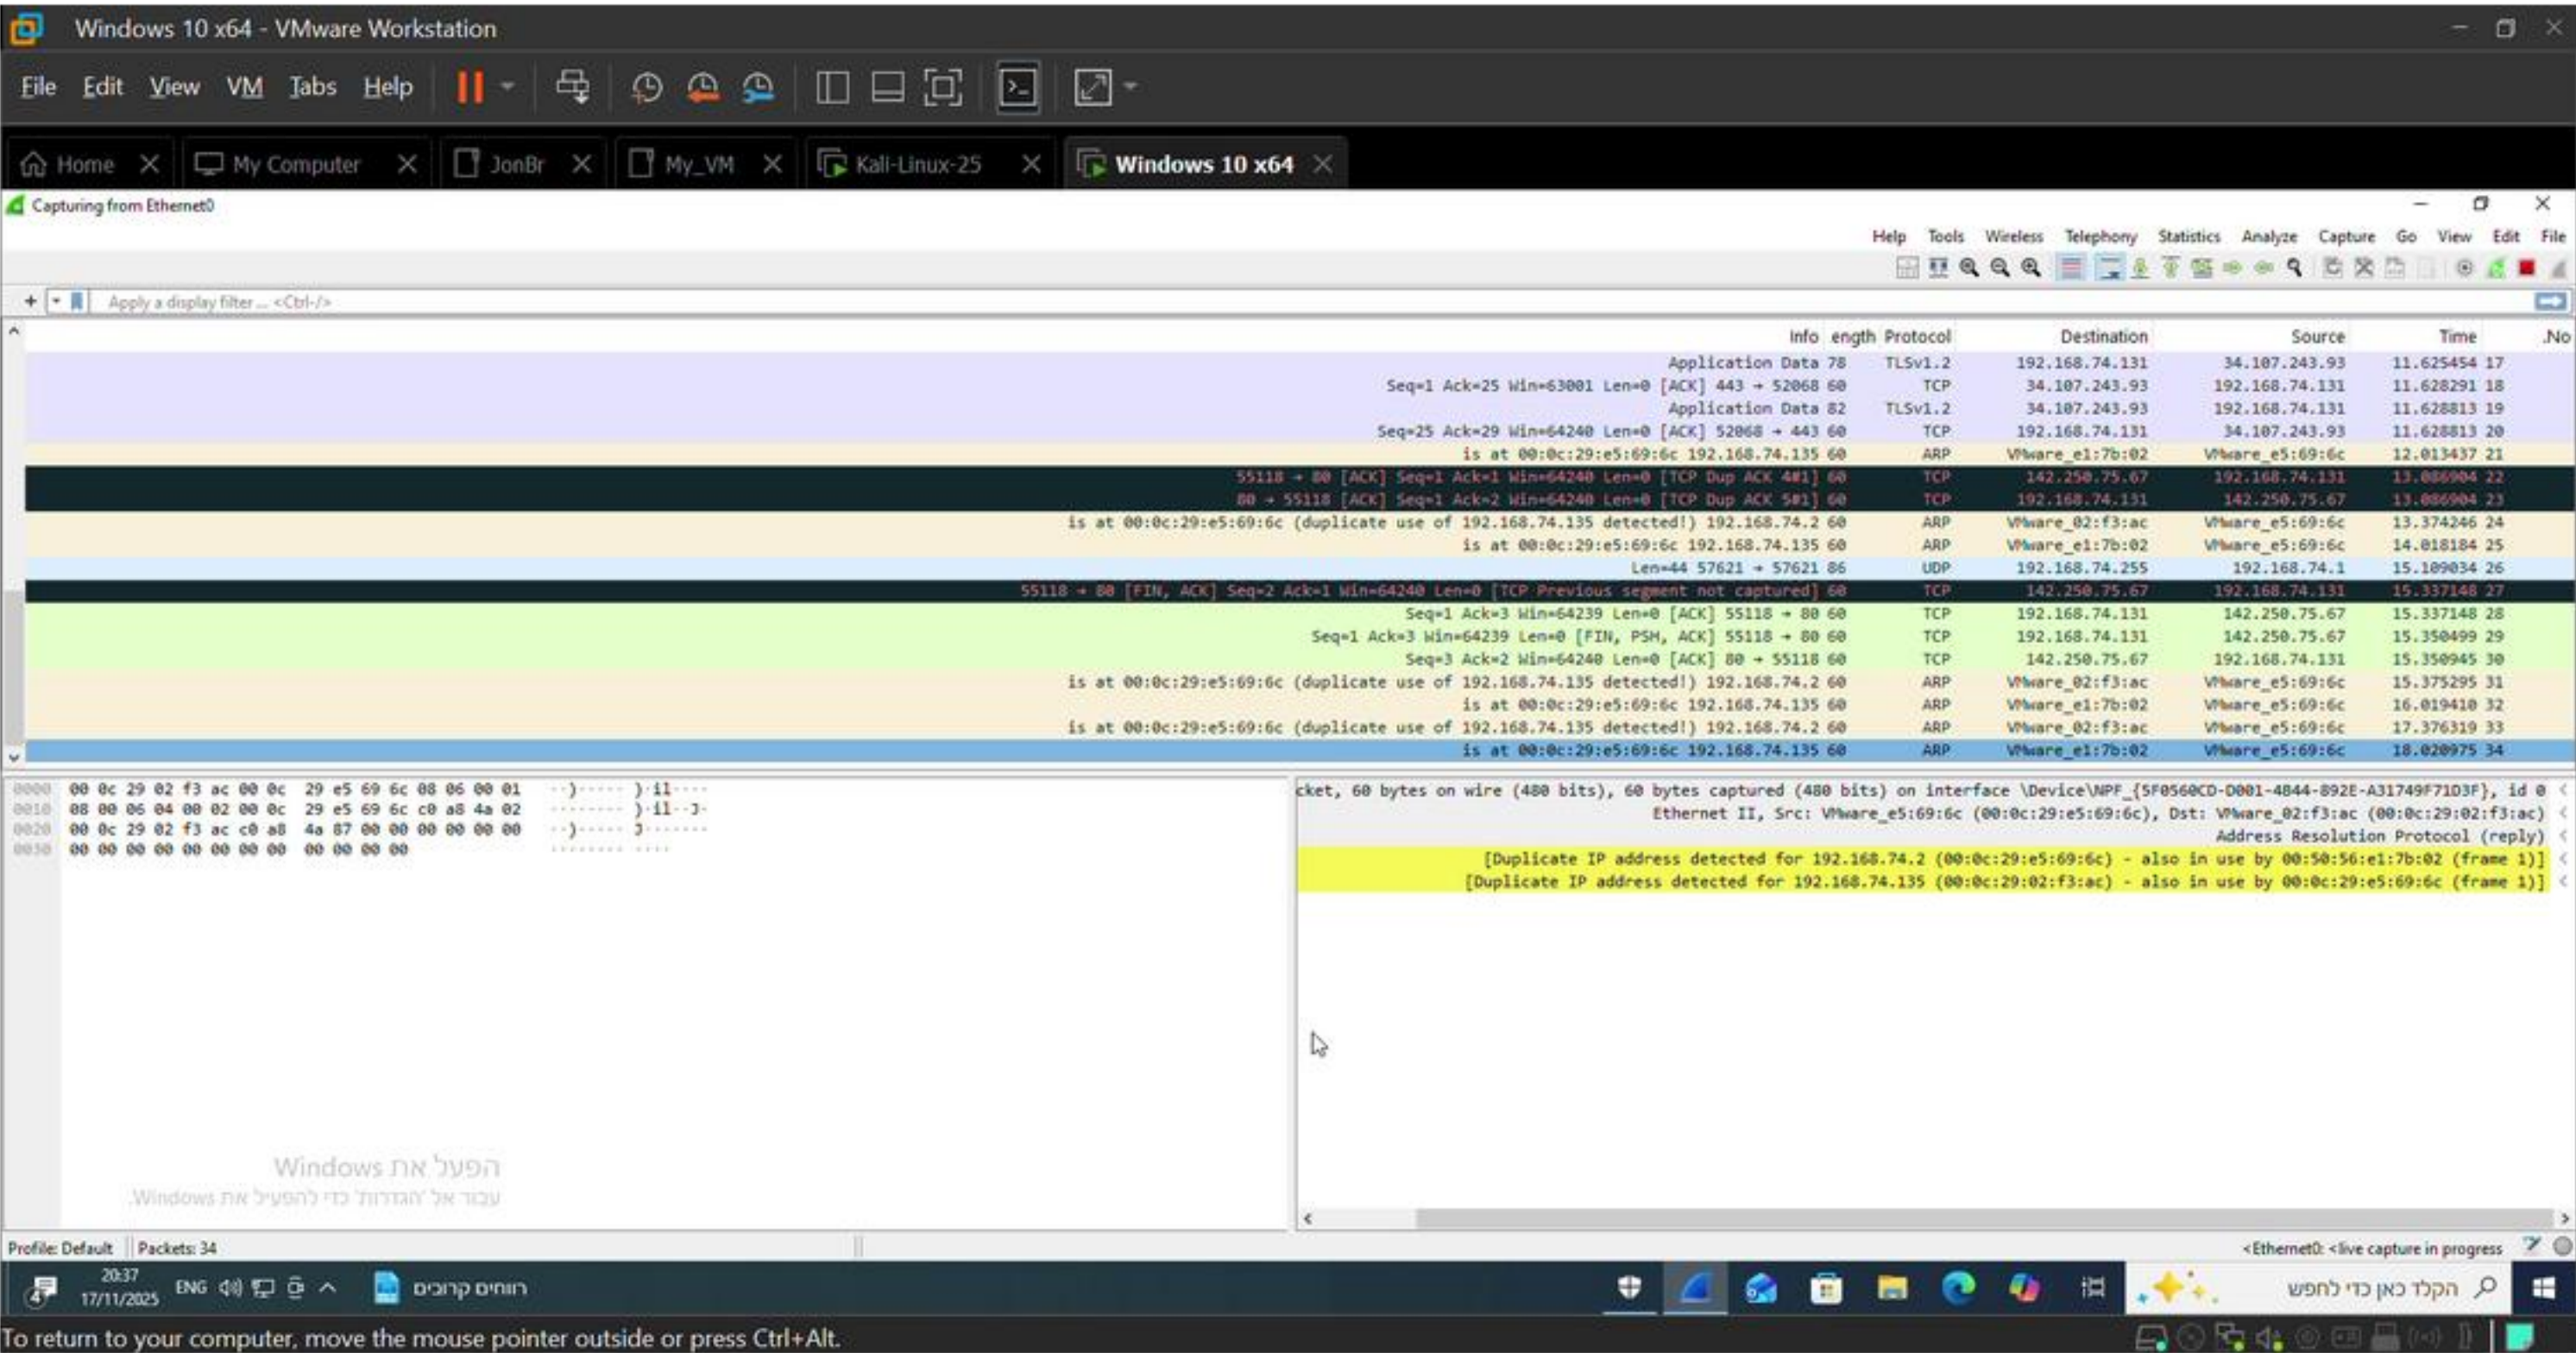 Windows 10 x64 - VMware Workstation
File Edit View VM Tabs Help
Home My Computer JonBr My_VM Kali-Linux-25 Windows 10 x64
Capturing from Ethernet0
Help Tools Wireless Telephony Statistics Analyze Capture Go View Edit File
Apply a display filter ... <Ctrl-/>
Info ength Protocol Destination Source Time .No
Application Data 78 TLSv1.2 192.168.74.131 34.107.243.93 11.625454 17
Seq=1 Ack=25 Win=63001 Len=0 [ACK] 443 → 52068 60 TCP 34.107.243.93 192.168.74.131 11.628291 18
Application Data 82 TLSv1.2 34.107.243.93 192.168.74.131 11.628813 19
Seq=25 Ack=29 Win=64240 Len=0 [ACK] 52068 → 443 60 TCP 192.168.74.131 34.107.243.93 11.628813 20
is at 00:0c:29:e5:69:6c 192.168.74.135 60 ARP VMware_e1:7b:02 VMware_e5:69:6c 12.013437 21
55118 → 80 [ACK] Seq=1 Ack=1 Win=64240 Len=0 [TCP Dup ACK 4#1] 60 TCP 142.250.75.67 192.168.74.131 13.086904 22
80 → 55118 [ACK] Seq=1 Ack=2 Win=64240 Len=0 [TCP Dup ACK 5#1] 60 TCP 192.168.74.131 142.250.75.67 13.086904 23
is at 00:0c:29:e5:69:6c (duplicate use of 192.168.74.135 detected!) 192.168.74.2 60 ARP VMware_02:f3:ac VMware_e5:69:6c 13.374246 24
is at 00:0c:29:e5:69:6c 192.168.74.135 60 ARP VMware_e1:7b:02 VMware_e5:69:6c 14.018184 25
Len=44 57621 → 57621 86 UDP 192.168.74.255 192.168.74.1 15.109034 26
55118 → 80 [FIN, ACK] Seq=2 Ack=1 Win=64240 Len=0 [TCP Previous segment not captured] 60 TCP 142.250.75.67 192.168.74.131 15.337148 27
Seq=1 Ack=3 Win=64239 Len=0 [ACK] 55118 → 80 60 TCP 192.168.74.131 142.250.75.67 15.337148 28
Seq=1 Ack=3 Win=64239 Len=0 [FIN, PSH, ACK] 55118 → 80 60 TCP 192.168.74.131 142.250.75.67 15.350499 29
Seq=3 Ack=2 Win=64240 Len=0 [ACK] 80 → 55118 60 TCP 142.250.75.67 192.168.74.131 15.350945 30
is at 00:0c:29:e5:69:6c (duplicate use of 192.168.74.135 detected!) 192.168.74.2 60 ARP VMware_02:f3:ac VMware_e5:69:6c 15.375295 31
is at 00:0c:29:e5:69:6c 192.168.74.135 60 ARP VMware_e1:7b:02 VMware_e5:69:6c 16.019410 32
is at 00:0c:29:e5:69:6c (duplicate use of 192.168.74.135 detected!) 192.168.74.2 60 ARP VMware_02:f3:ac VMware_e5:69:6c 17.376319 33
is at 00:0c:29:e5:69:6c 192.168.74.135 60 ARP VMware_e1:7b:02 VMware_e5:69:6c 18.020975 34
0000 00 0c 29 02 f3 ac 00 0c 29 e5 69 6c 08 06 00 01 ··)····· )·il····
0010 08 00 06 04 00 02 00 0c 29 e5 69 6c c0 a8 4a 02 ········ )·il··J·
0020 00 0c 29 02 f3 ac c0 a8 4a 87 00 00 00 00 00 00 ··)····· J·······
0030 00 00 00 00 00 00 00 00 00 00 00 00 ········ ····
cket, 60 bytes on wire (480 bits), 60 bytes captured (480 bits) on interface \Device\NPF_{5F0560CD-D001-4844-892E-A31749F71D3F}, id 0
Ethernet II, Src: VMware_e5:69:6c (00:0c:29:e5:69:6c), Dst: VMware_02:f3:ac (00:0c:29:02:f3:ac)
Address Resolution Protocol (reply)
[Duplicate IP address detected for 192.168.74.2 (00:0c:29:e5:69:6c) - also in use by 00:50:56:e1:7b:02 (frame 1)]
[Duplicate IP address detected for 192.168.74.135 (00:0c:29:02:f3:ac) - also in use by 00:0c:29:e5:69:6c (frame 1)]
הפעל את Windows
עבור אל 'הגדרות' כדי להפעיל את Windows.
Profile: Default Packets: 34
<Ethernet0: <live capture in progress
20:37
17/11/2025
ENG
רווחים קרובים
הקלד כאן כדי לחפש
4
To return to your computer, move the mouse pointer outside or press Ctrl+Alt.